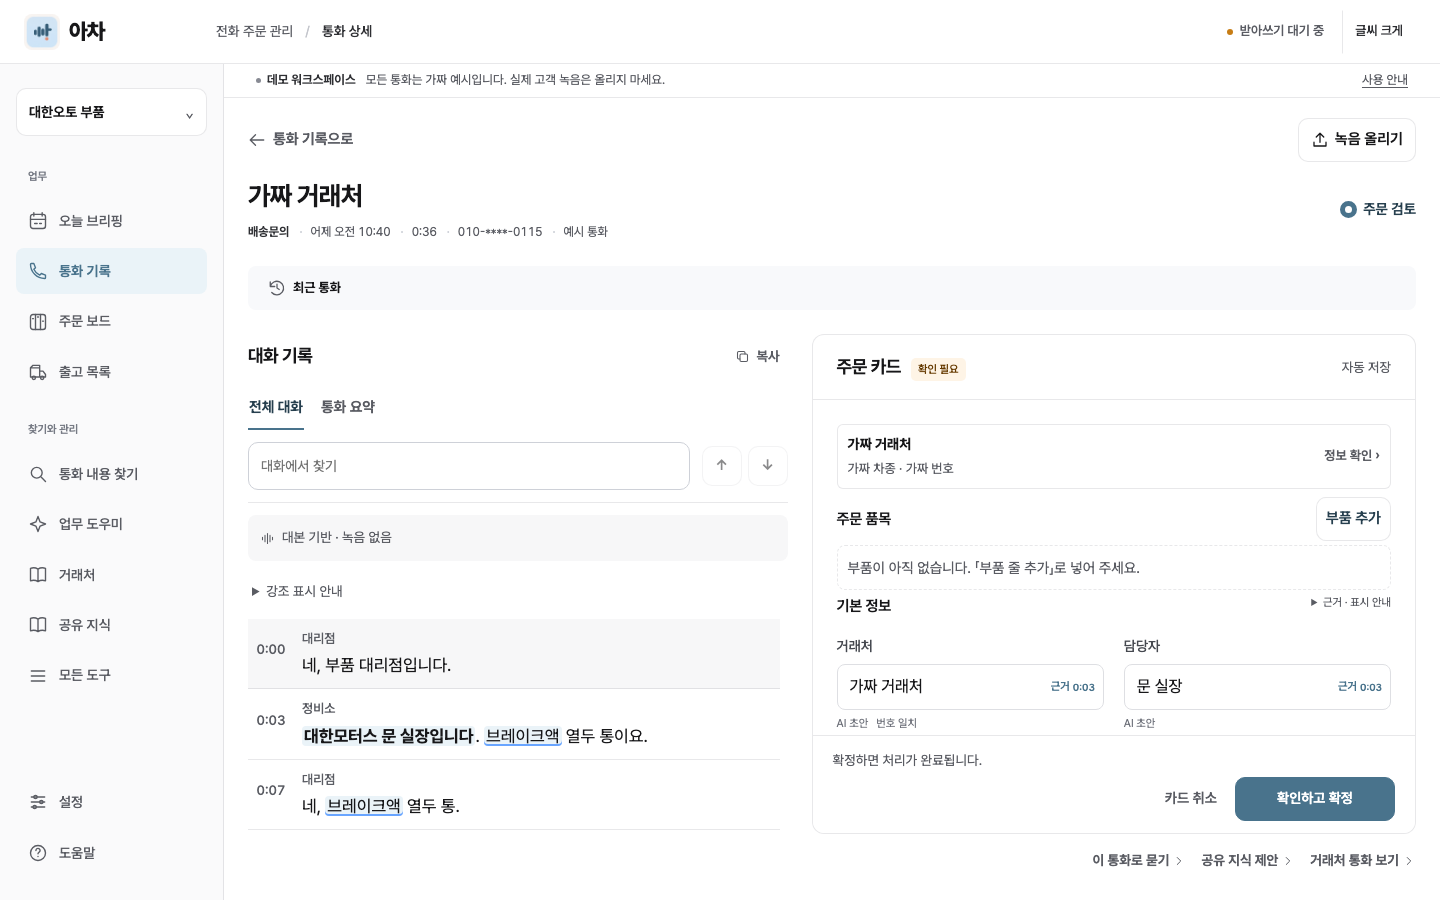 아차
전화 주문 관리 / 통화 상세
받아쓰기 대기 중
글씨 크게
대한오토 부품
업무
오늘 브리핑
통화 기록
주문 보드
출고 목록
찾기와 관리
통화 내용 찾기
업무 도우미
거래처
공유 지식
모든 도구
설정
도움말
데모 워크스페이스 모든 통화는 가짜 예시입니다. 실제 고객 녹음은 올리지 마세요.
사용 안내
통화 기록으로
녹음 올리기
가짜 거래처
배송문의 · 어제 오전 10:40 · 0:36 · 010-****-0115 · 예시 통화
주문 검토
최근 통화
대화 기록
복사
전체 대화 통화 요약
대화에서 찾기
대본 기반 · 녹음 없음
▶ 강조 표시 안내
0:00
대리점
네, 부품 대리점입니다.
0:03
정비소
대한모터스 문 실장입니다. 브레이크액 열두 통이요.
0:07
대리점
네, 브레이크액 열두 통.
주문 카드 확인 필요
자동 저장
가짜 거래처
가짜 차종 · 가짜 번호
정보 확인 ›
주문 품목
부품 추가
부품이 아직 없습니다. 「부품 줄 추가」로 넣어 주세요.
기본 정보
▶ 근거 · 표시 안내
거래처
가짜 거래처 근거 0:03
AI 초안 번호 일치
담당자
문 실장 근거 0:03
AI 초안
확정하면 처리가 완료됩니다.
카드 취소
확인하고 확정
이 통화로 묻기 공유 지식 제안 거래처 통화 보기